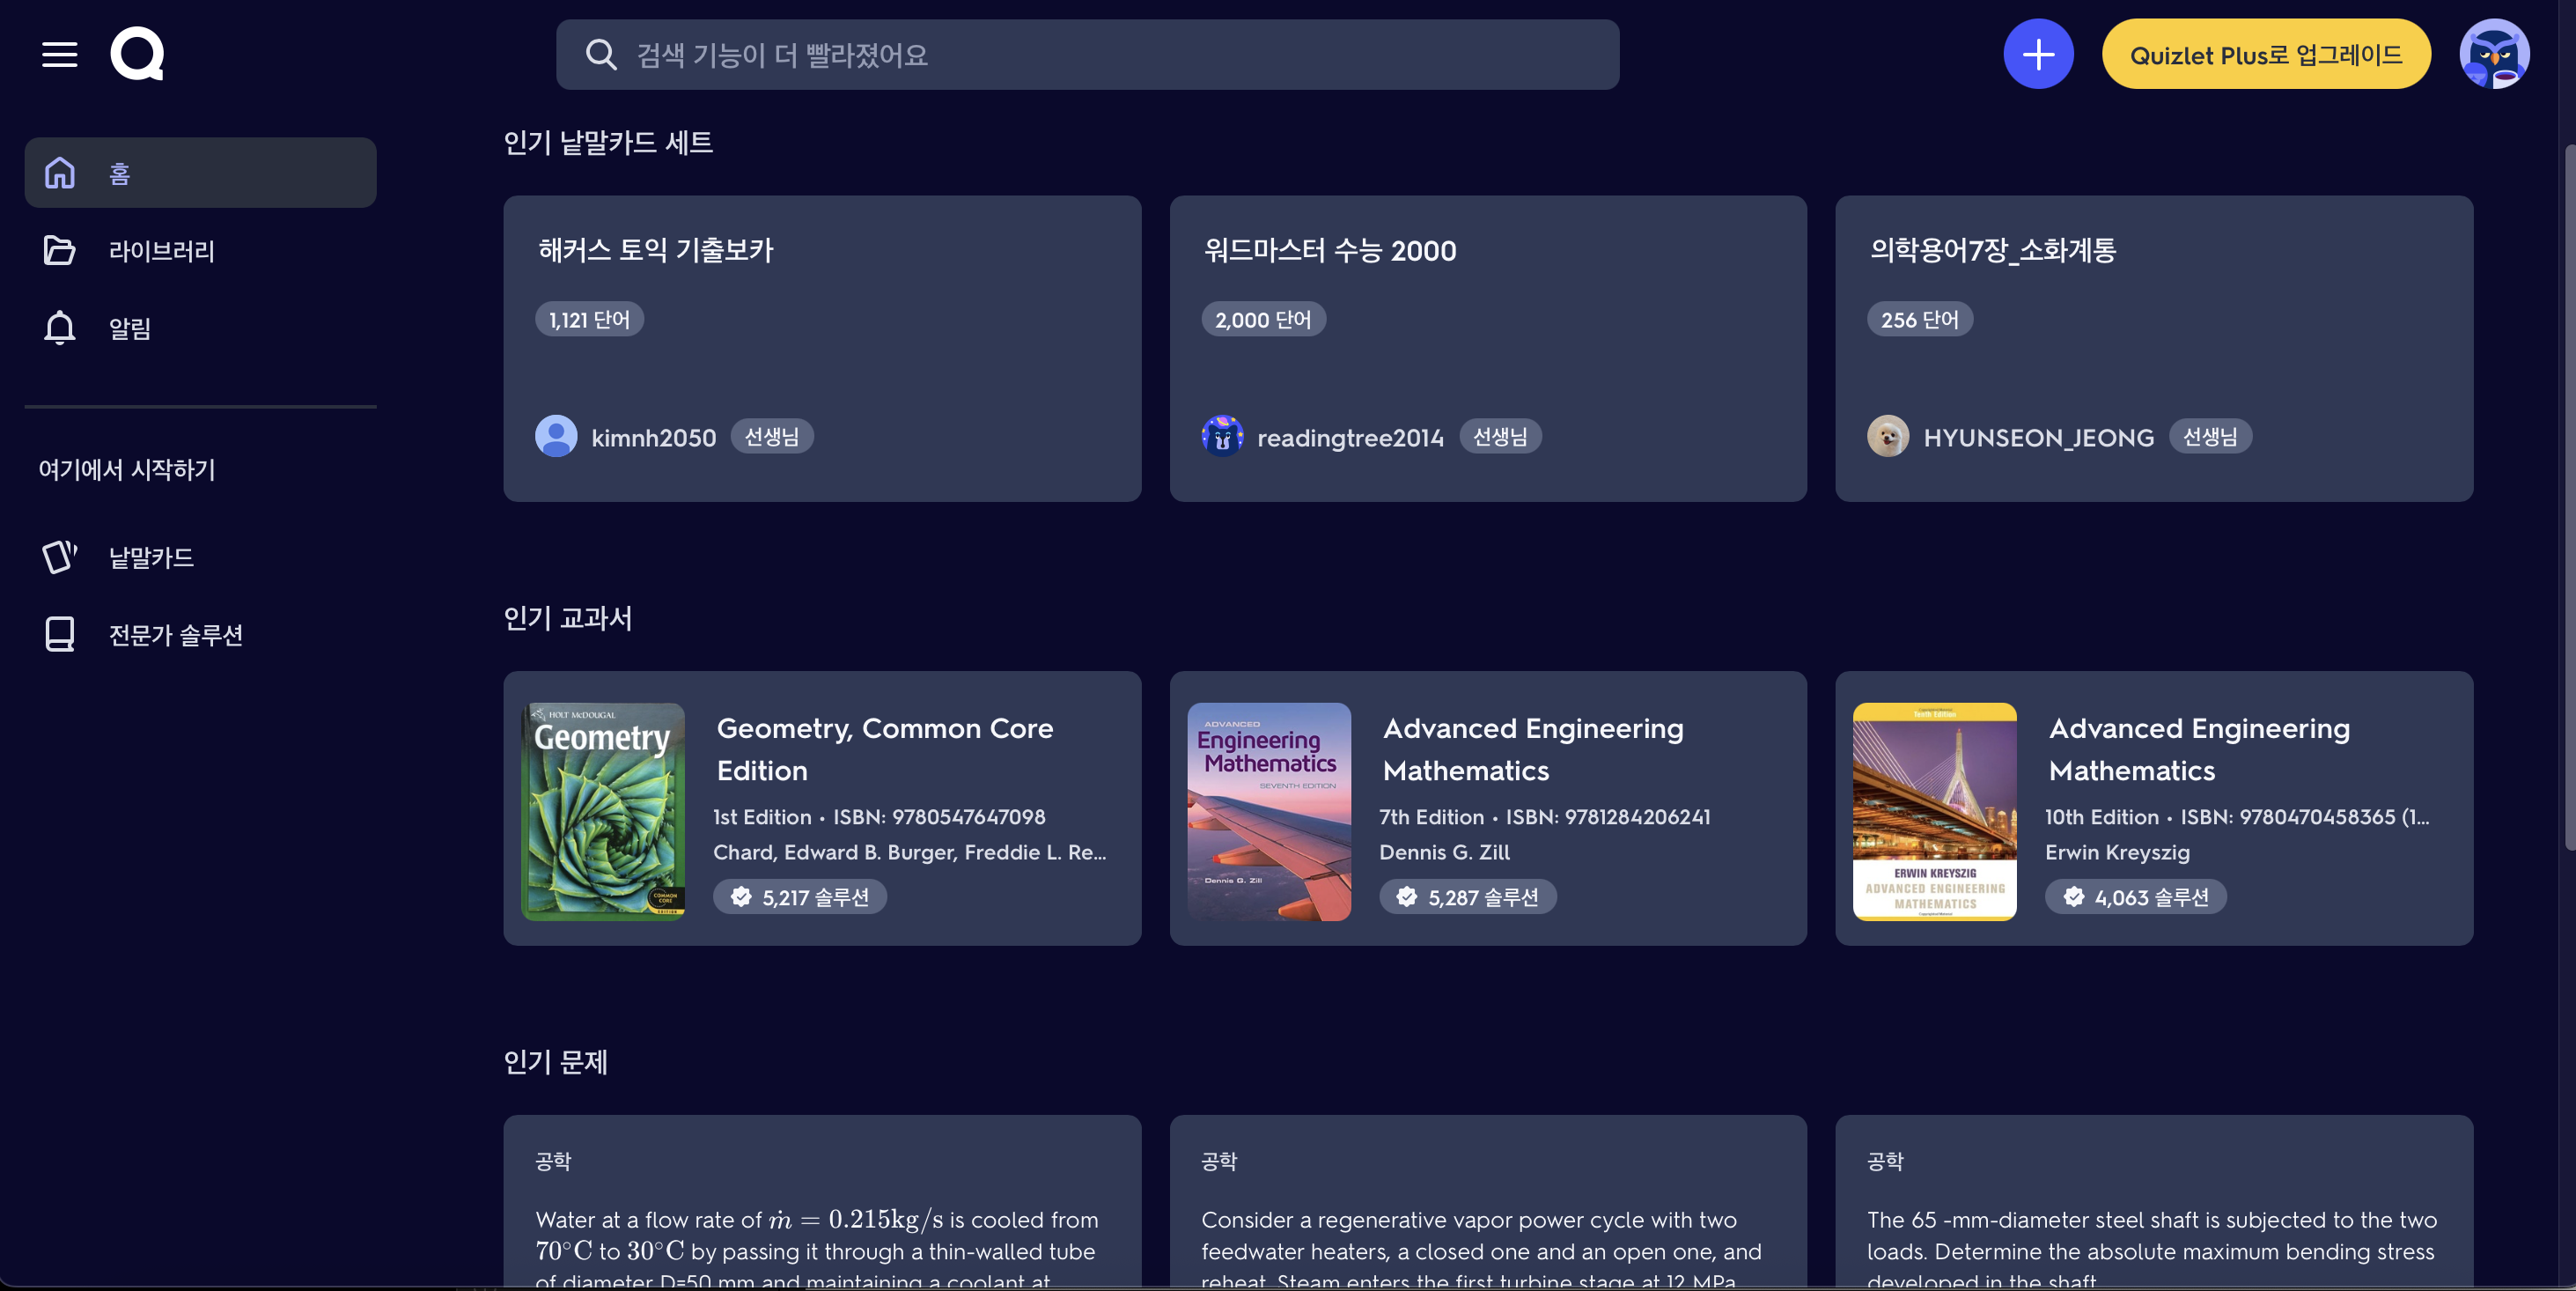 검색 기능이 더 빨라졌어요
Quizlet Plus로 업그레이드
홈
라이브러리
알림
여기에서 시작하기
낱말카드
전문가 솔루션
인기 낱말카드 세트
해커스 토익 기출보카
1,121 단어
kimnh2050 선생님
워드마스터 수능 2000
2,000 단어
readingtree2014 선생님
의학용어7장_소화계통
256 단어
HYUNSEON_JEONG 선생님
인기 교과서
HOLT McDOUGAL
Geometry
COMMON
CORE
EDITION
Geometry, Common Core
Edition
1st Edition • ISBN: 9780547647098
Chard, Edward B. Burger, Freddie L. Re...
5,217 솔루션
ADVANCED
Engineering
Mathematics
SEVENTH EDITION
Dennis G. Zill
Advanced Engineering
Mathematics
7th Edition • ISBN: 9781284206241
Dennis G. Zill
5,287 솔루션
Tenth Edition
ERWIN KREYSZIG
ADVANCED ENGINEERING
MATHEMATICS
Advanced Engineering
Mathematics
10th Edition • ISBN: 9780470458365 (1...
Erwin Kreyszig
4,063 솔루션
인기 문제
공학
Water at a flow rate of ṁ = 0.215kg/s is cooled from
70°C to 30°C by passing it through a thin-walled tube
of diameter D=50 mm and maintaining a coolant at
공학
Consider a regenerative vapor power cycle with two
feedwater heaters, a closed one and an open one, and
reheat. Steam enters the first turbine stage at 12 MPa
공학
The 65 -mm-diameter steel shaft is subjected to the two
loads. Determine the absolute maximum bending stress
developed in the shaft